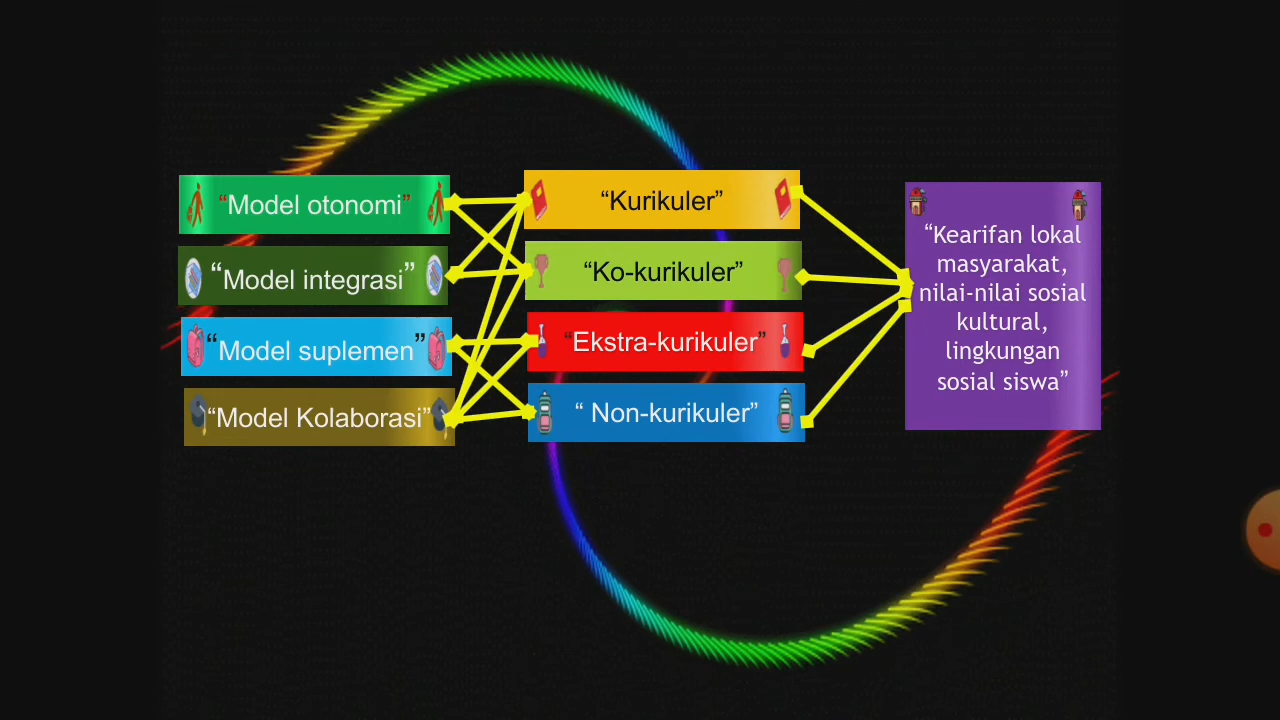 “Model otonomi”
“Model integrasi”
“Model suplemen”
“Model Kolaborasi”
“Kurikuler”
“Ko-kurikuler”
“Ekstra-kurikuler”
“ Non-kurikuler”
“Kearifan lokal
masyarakat,
nilai-nilai sosial
kultural,
lingkungan
sosial siswa”